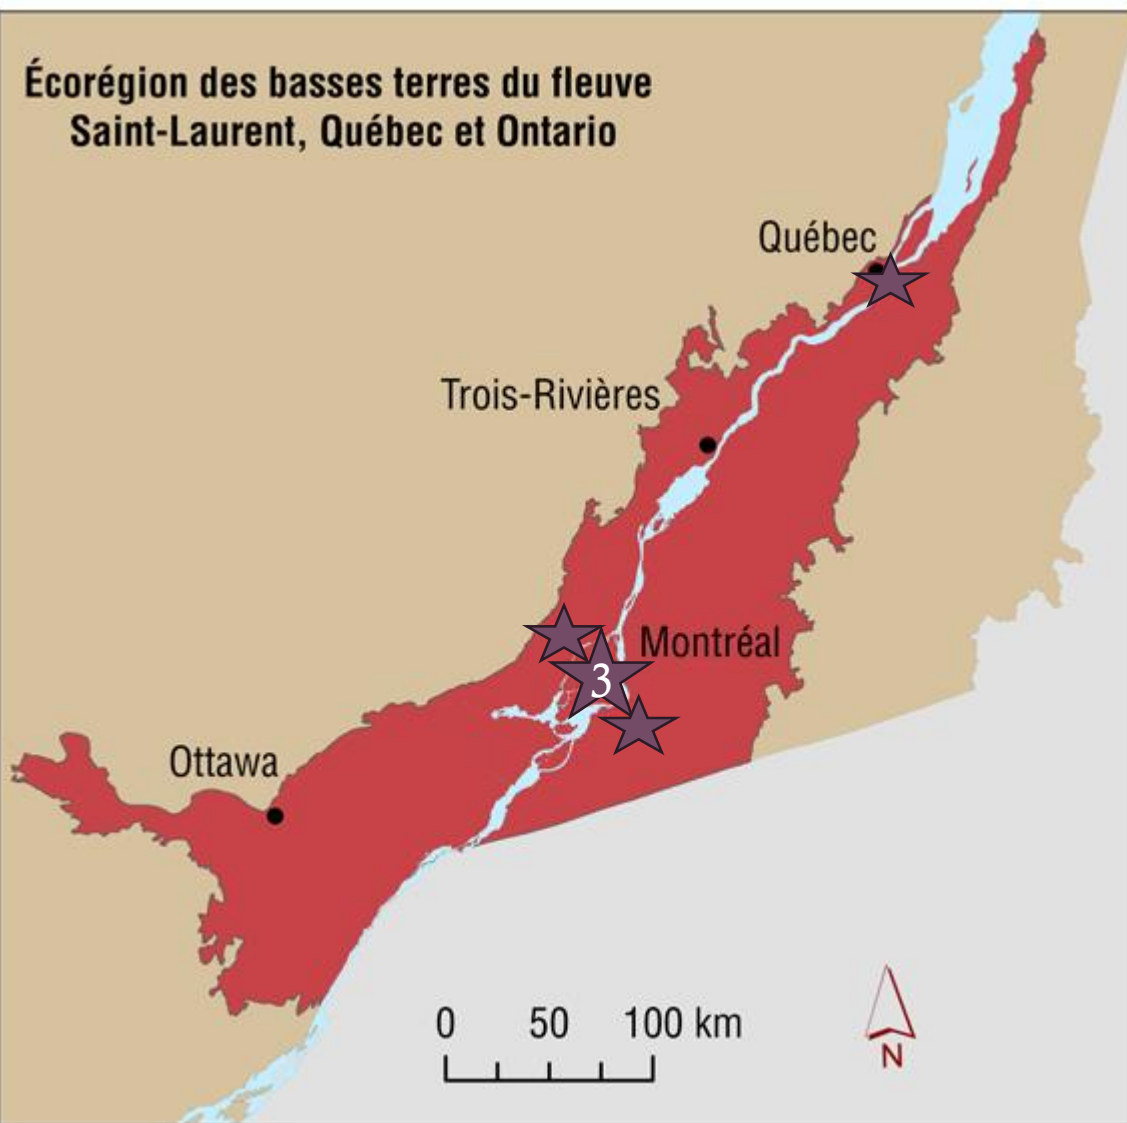 Écorégion des basses terres du fleuve
Saint-Laurent, Québec et Ontario
Québec
Trois-Rivières
Montréal
3
Ottawa
0 50 100 km
N